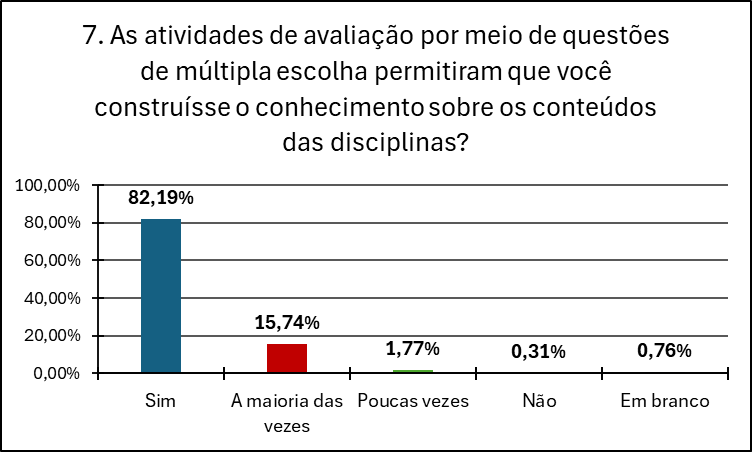 7. As atividades de avaliação por meio de questões
de múltipla escolha permitiram que você
construísse o conhecimento sobre os conteúdos
das disciplinas?
100,00%
80,00%
60,00%
40,00%
20,00%
0,00%
82,19%
15,74%
1,77%
0,31%
0,76%
Sim
A maioria das
vezes
Poucas vezes
Não
Em branco